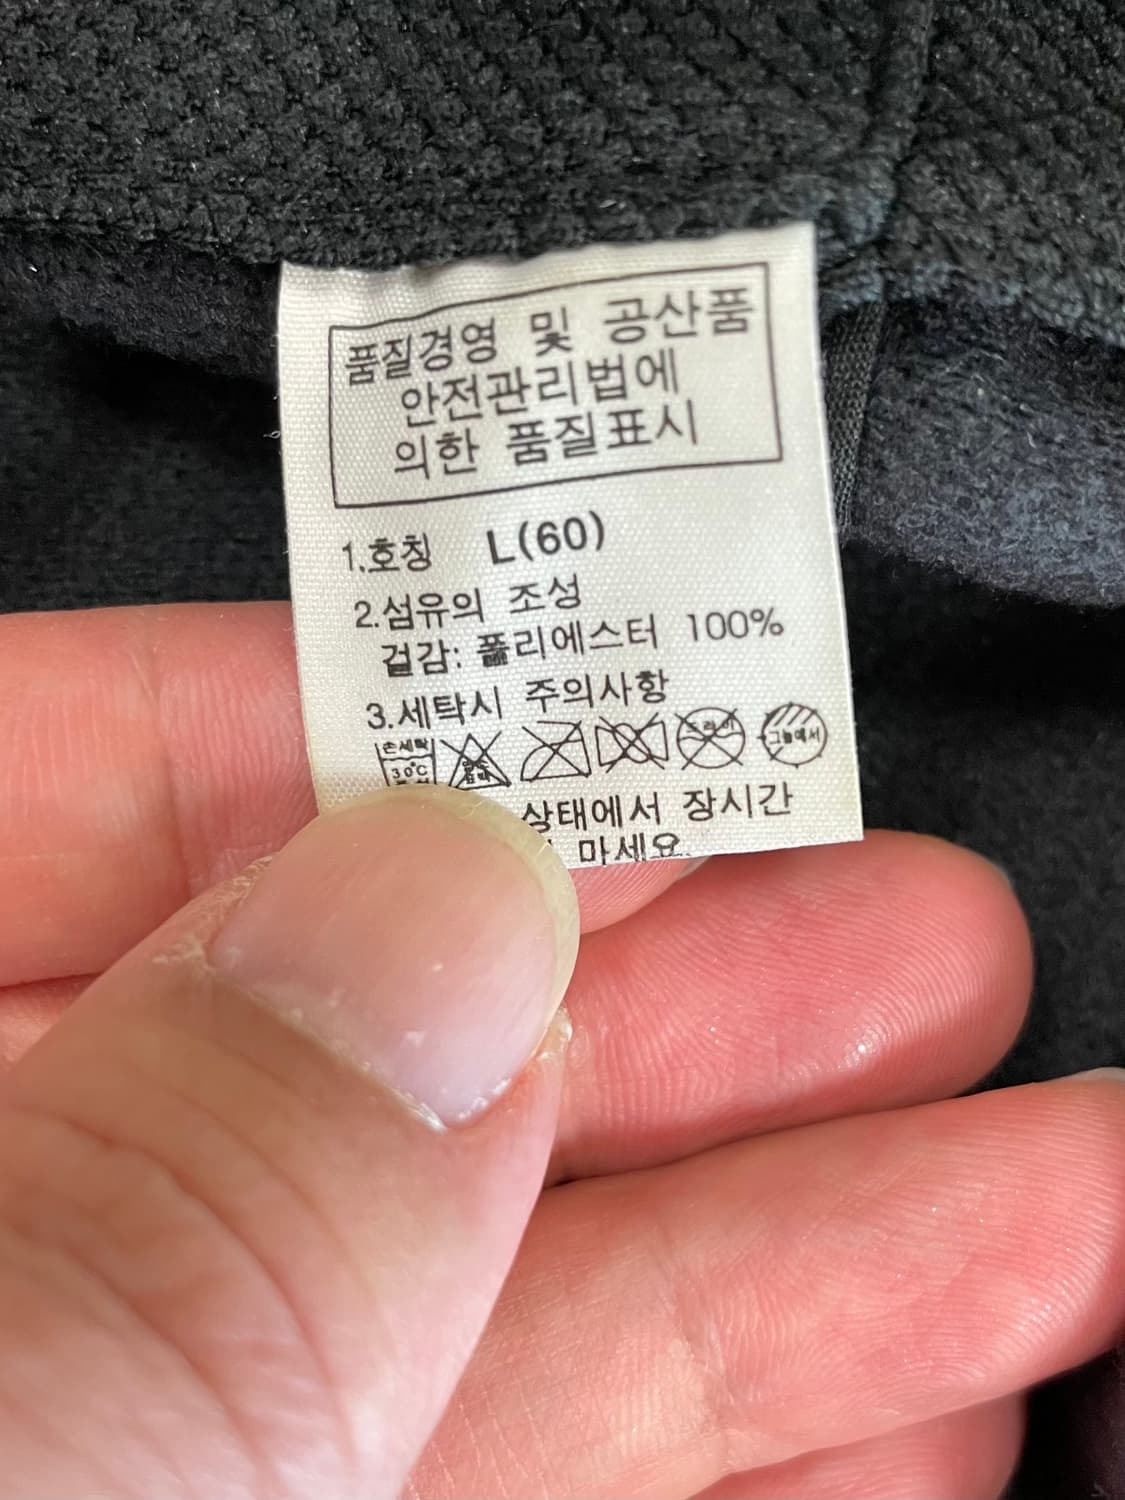 품질경영 및 공산품
안전관리법에
의한 품질표시
1.호칭 L(60)
2.섬유의 조성
겉감: 폴리에스터 100%
3.세탁시 주의사항
손세탁
30℃
드라이
그늘에서
상태에서 장시간
마세요.